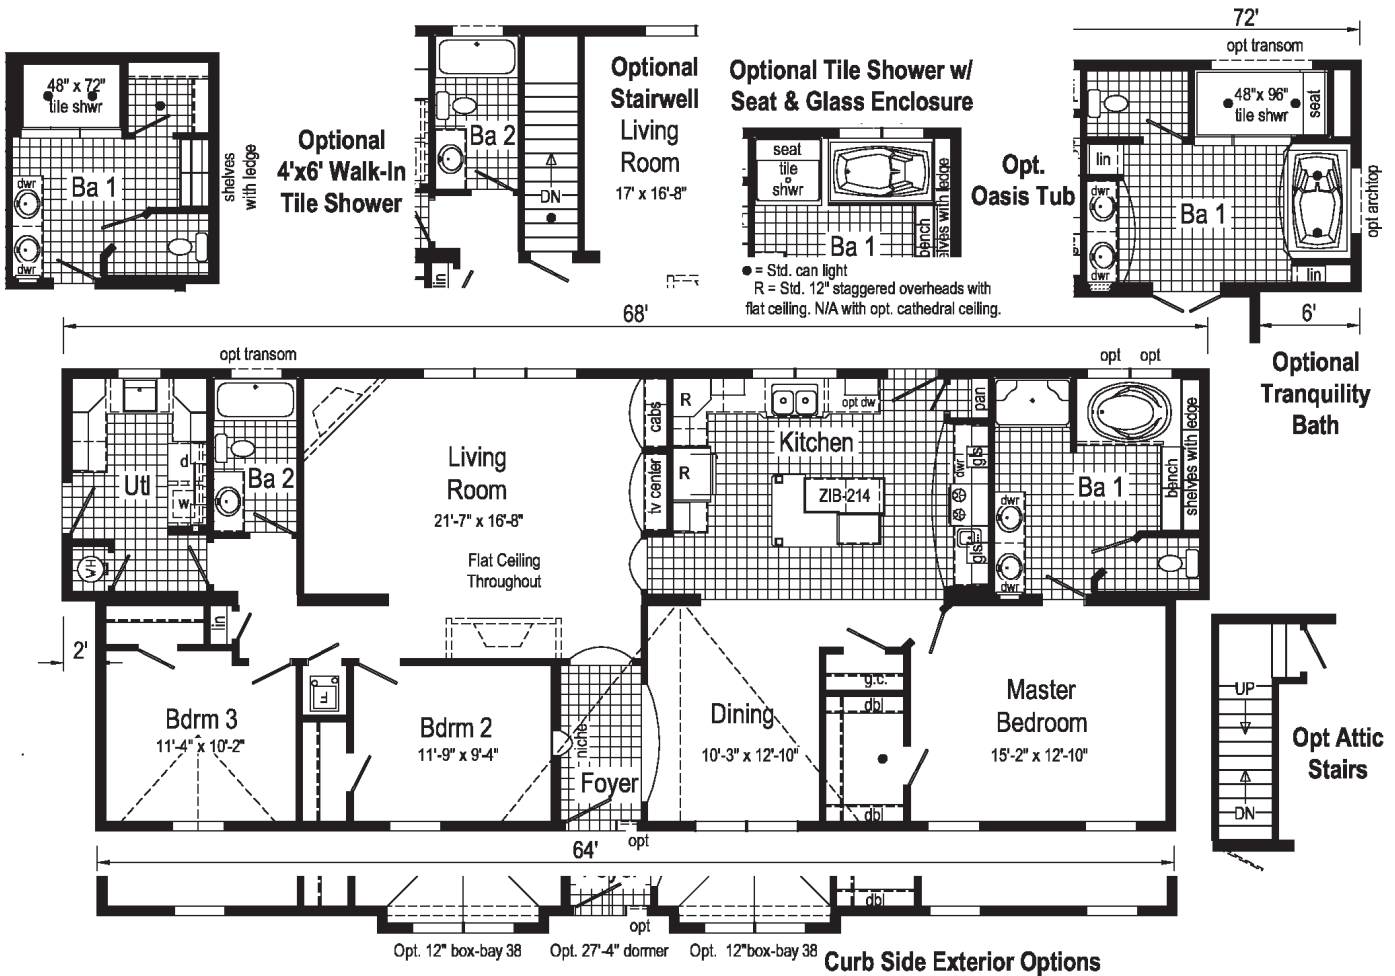 48" x 72"
tile shwr
dwr
Ba 1
dwr
shelves
with ledge
Optional
4'x6' Walk-In
Tile Shower
Ba 2
DN
lin
Optional
Stairwell
Living
Room
17' x 16'-8"
Optional Tile Shower w/
Seat & Glass Enclosure
seat
tile
shwr
Ba 1
bench
shelves with ledge
= Std. can light
R = Std. 12" staggered overheads with
flat ceiling. N/A with opt. cathedral ceiling.
72'
opt transom
48"x 96"
tile shwr
seat
Opt.
Oasis Tub
lin
dwr
Ba 1
dwr
opt archtop
lin
6'
Optional
Tranquility
Bath
68'
opt transom
opt opt
Utl
d
w
WH
Ba 2
Living
Room
21'-7" x 16'-8"
Flat Ceiling
Throughout
cabs
tv center
R
R
opt dw
Kitchen
ZIB-214
pan
gls
dwr
gls
dwr
dwr
Ba 1
bench
shelves with ledge
2'
lin
F
Bdrm 3
11'-4" x 10'-2"
Bdrm 2
11'-9" x 9'-4"
niche
Foyer
Dining
10'-3" x 12'-10"
g.c.
dbl
dbl
Master
Bedroom
15'-2" x 12'-10"
UP
DN
Opt Attic
Stairs
opt
64'
Foyer
dbl
opt
Opt. 12" box-bay 38
Opt. 27'-4" dormer
Opt. 12"box-bay 38
Curb Side Exterior Options